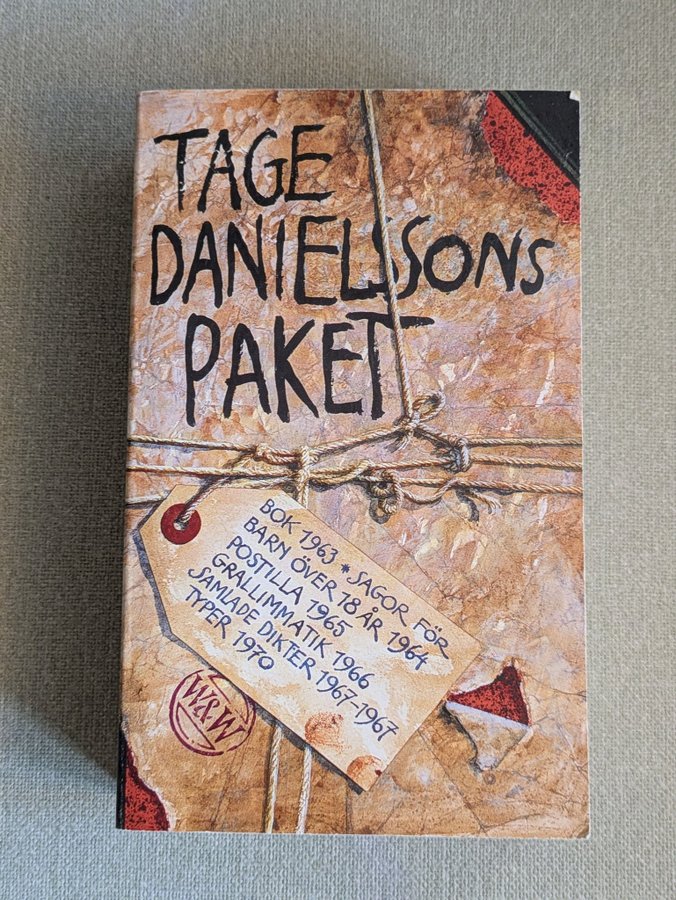 TAGE
DANIELSSONS
PAKET
BOK 1963 * SAGOR FÖR
BARN ÖVER 18 ÅR 1964
POSTILLA 1965
GRALLIMMATIK 1966
SAMLADE DIKTER 1967-1967
TYPER 1970
W&W